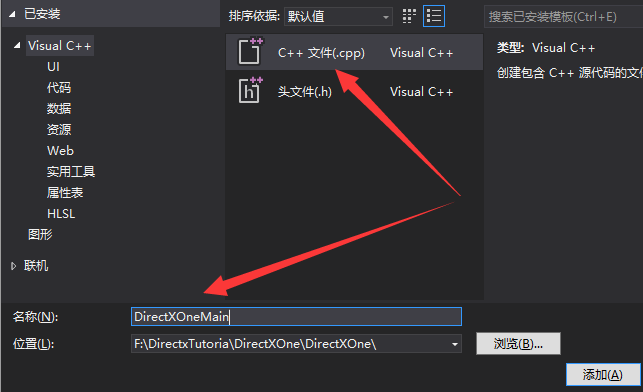 已安装
排序依据: 默认值
搜索已安装模板(Ctrl+E)
Visual C++
UI
代码
数据
资源
Web
实用工具
属性表
HLSL
图形
联机
C++ 文件(.cpp) Visual C++
头文件(.h) Visual C++
类型: Visual C++
创建包含 C++ 源代码的文
名称(N): DirectXOneMain
位置(L): F:\DirectxTutoria\DirectXOne\DirectXOne\
浏览(B)...
添加(A)